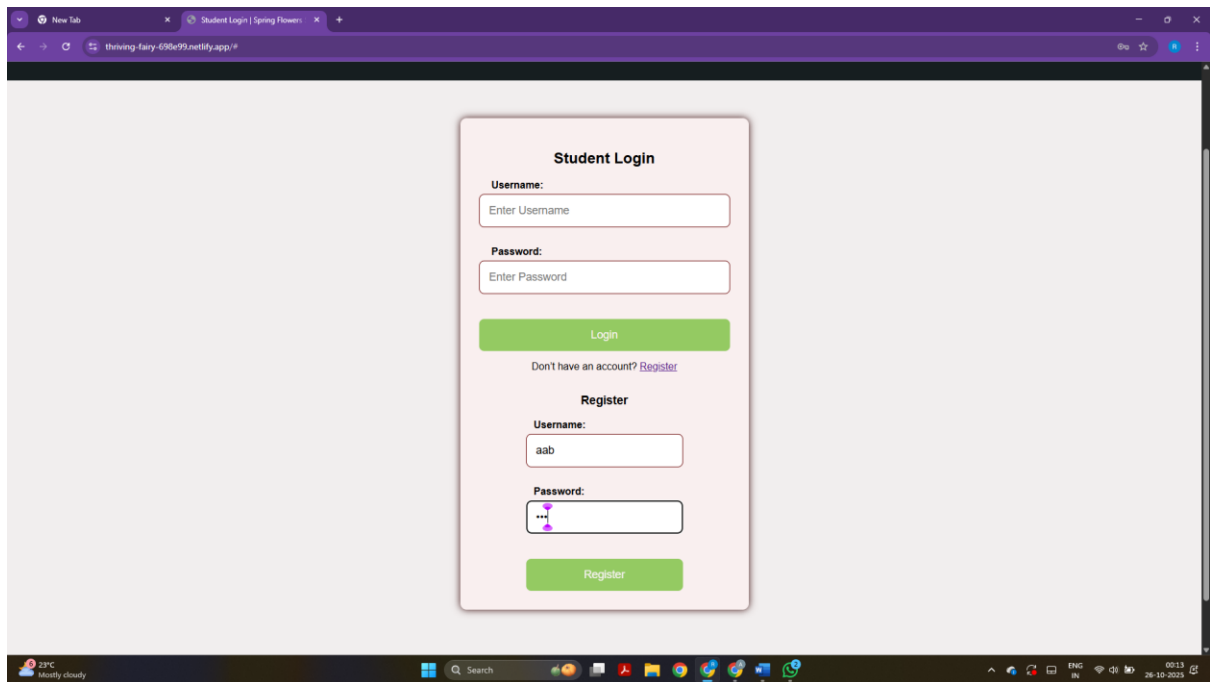 New Tab
Student Login | Spring Flowers
thriving-fairy-698e99.netlify.app/#
R
Student Login
Username:
Enter Username
Password:
Enter Password
Login
Don't have an account? Register
Register
Username:
aab
Password:
•••
Register
6
23°C
Mostly cloudy
Search
ENG
IN
00:13
26-10-2025